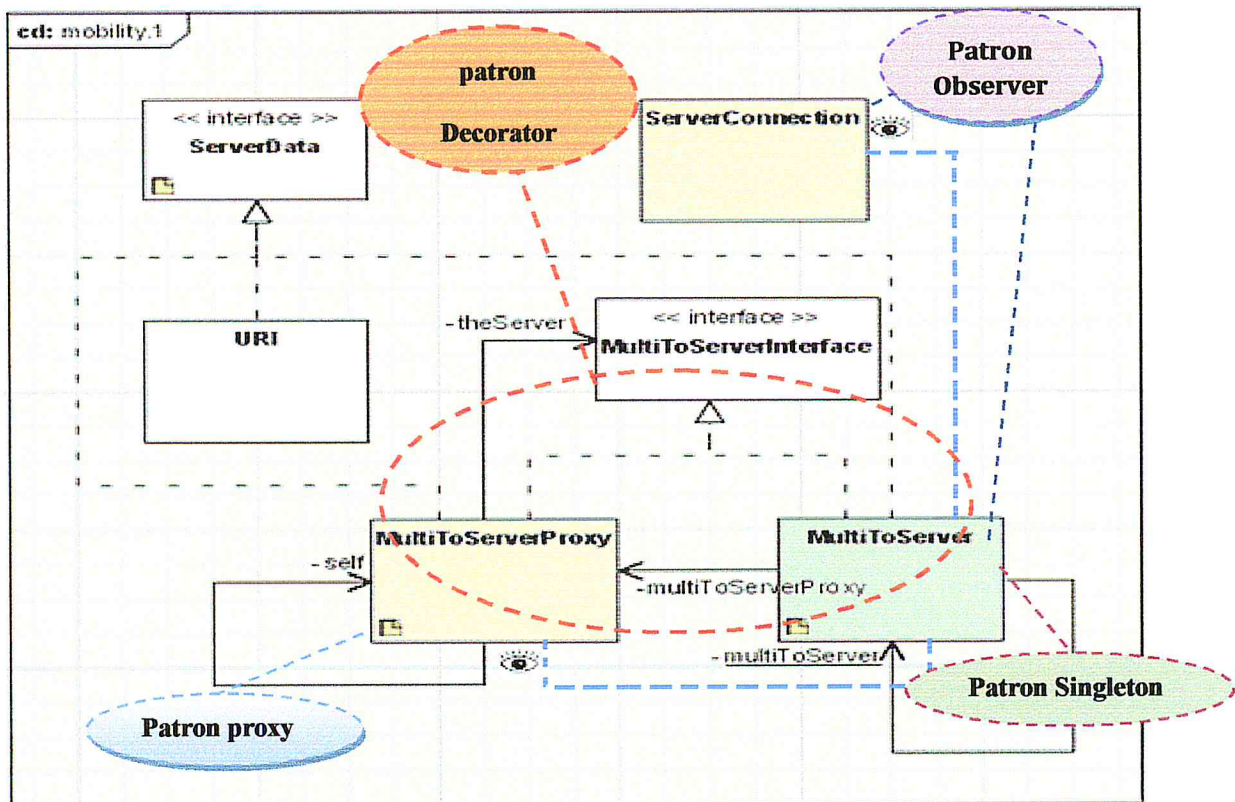 cd: mobility.1
patron
Decorator
Patron
Observer
<< interface >>
ServerData
ServerConnection
URI
-theServer
<< interface >>
MultiToServerInterface
MultiToServerProxy
MultiToServer
-self
-multiToServerProxy
-multiToServer
Patron proxy
Patron Singleton